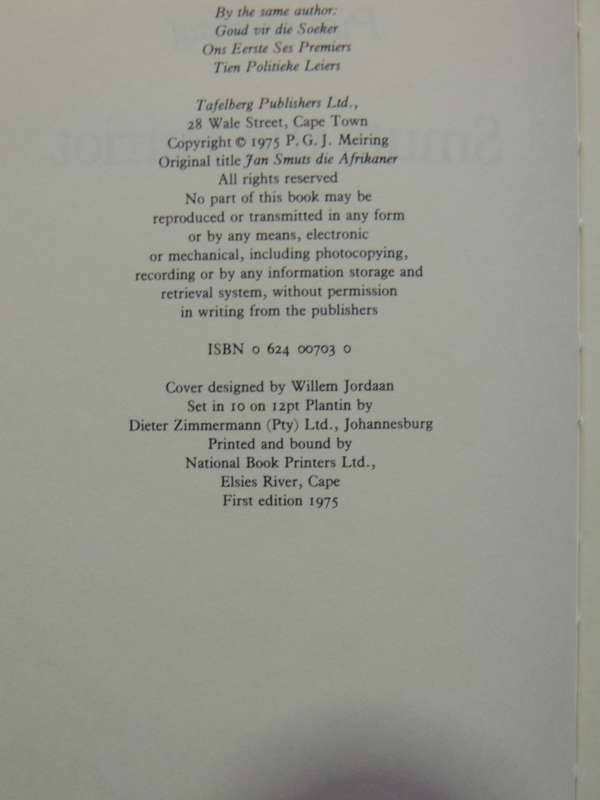 By the same author:
Goud vir die Soeker
Ons Eerste Ses Premiers
Tien Politieke Leiers
Tafelberg Publishers Ltd.,
28 Wale Street, Cape Town
Copyright © 1975 P. G. J. Meiring
Original title Jan Smuts die Afrikaner
All rights reserved
No part of this book may be
reproduced or transmitted in any form
or by any means, electronic
or mechanical, including photocopying,
recording or by any information storage and
retrieval system, without permission
in writing from the publishers
ISBN 0 624 00703 0
Cover designed by Willem Jordaan
Set in 10 on 12pt Plantin by
Dieter Zimmermann (Pty) Ltd., Johannesburg
Printed and bound by
National Book Printers Ltd.,
Elsies River, Cape
First edition 1975